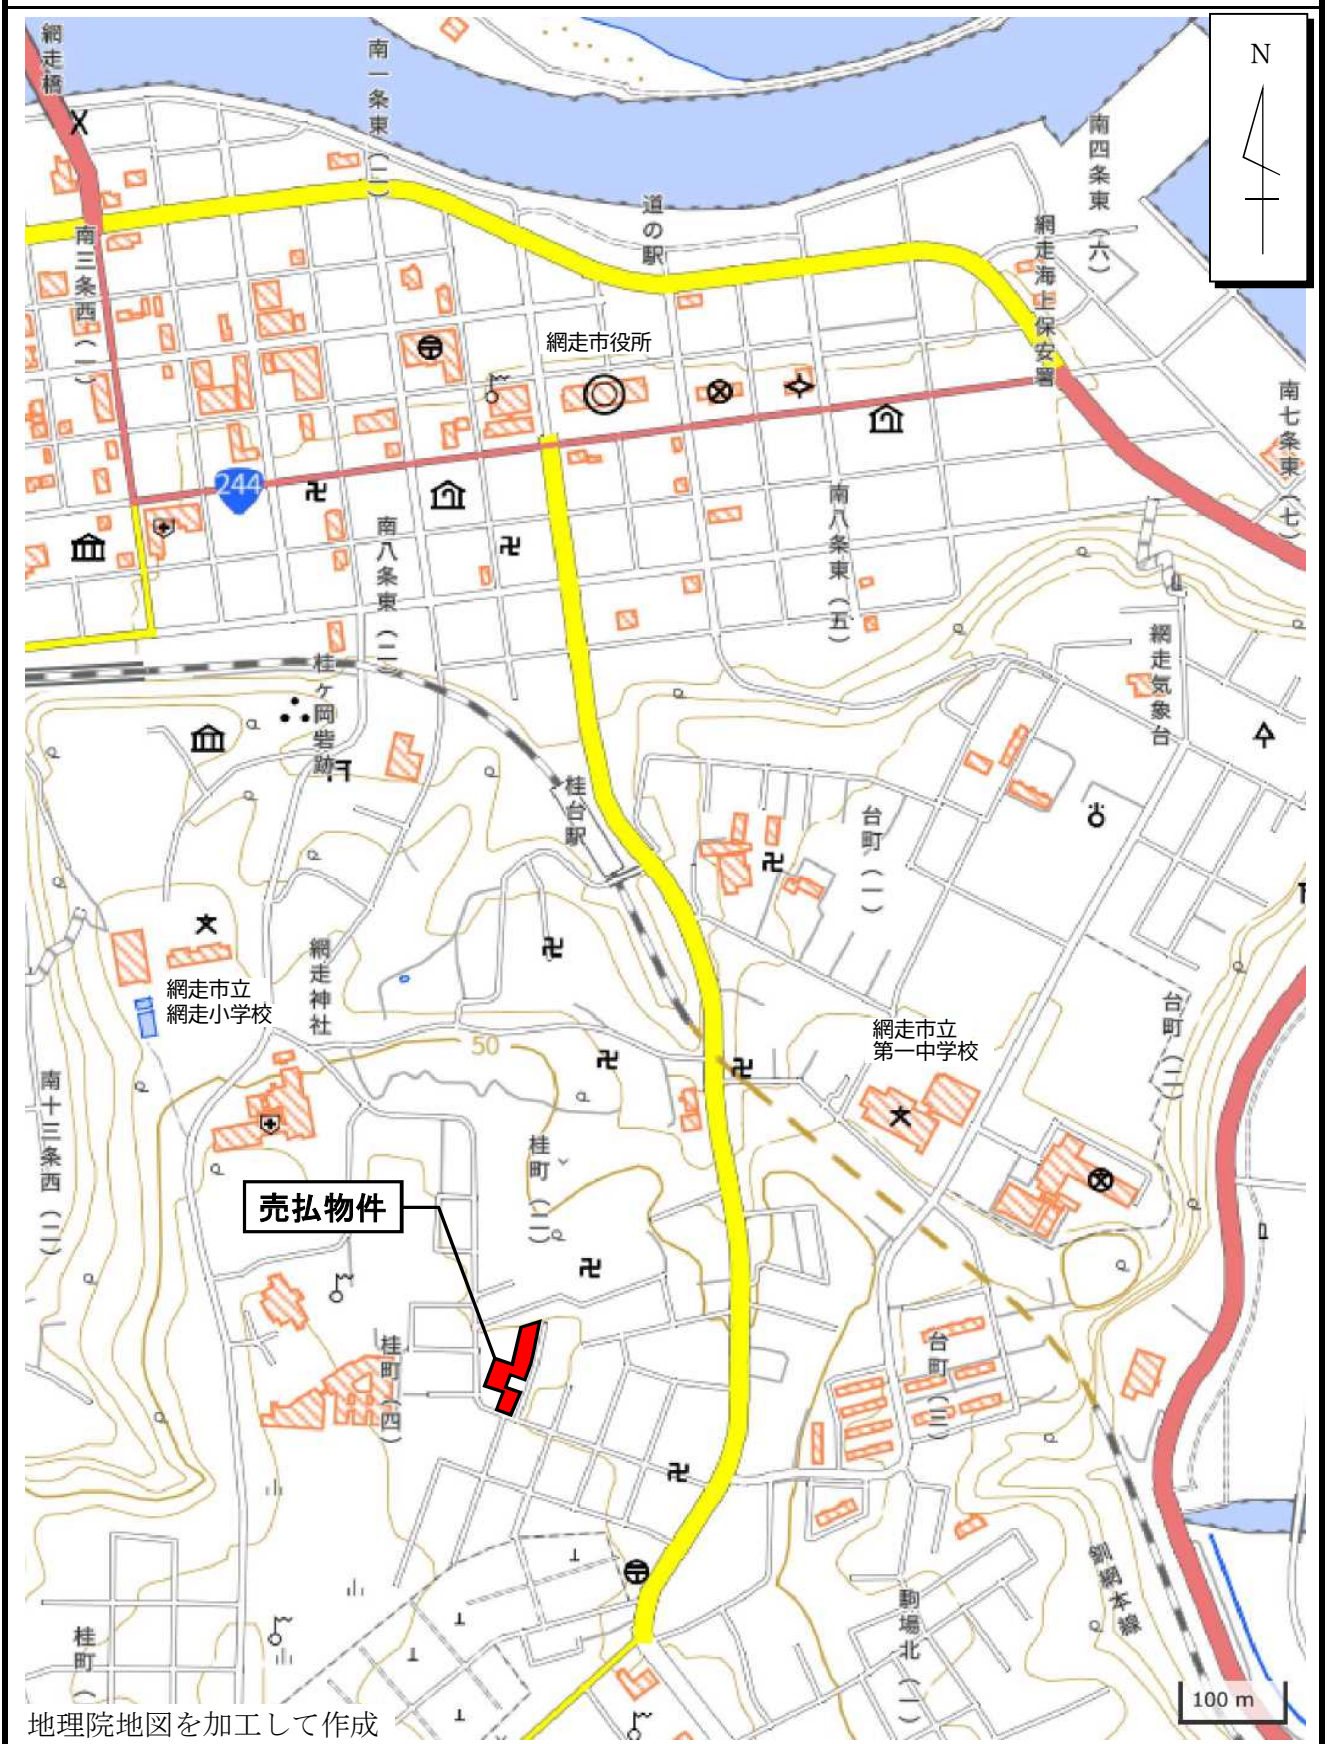 網走橋
南一条東（二）
N
南四条東（六）
道の駅
網走海上保安署
南三条西（一）
網走市役所
南七条東（七）
244
南八条東（二）
南八条東（五）
網走気象台
桂ヶ岡砦跡
桂台駅
台町（一）
網走神社
網走市立
網走小学校
台町（二）
網走市立
第一中学校
50
南十三条西（二）
桂町（二）
売払物件
桂町（四）
台町（三）
釧網本線
駒場北（一）
桂町（
100 m
地理院地図を加工して作成